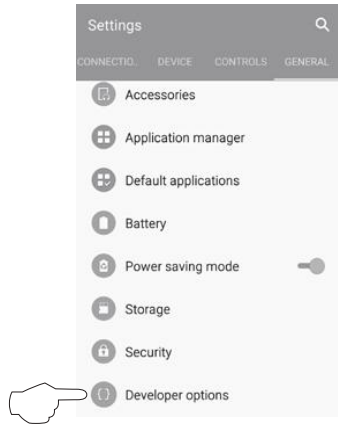 Settings
CONNECTIO.. DEVICE CONTROLS GENERAL
Accessories
Application manager
Default applications
Battery
Power saving mode
Storage
Security
Developer options